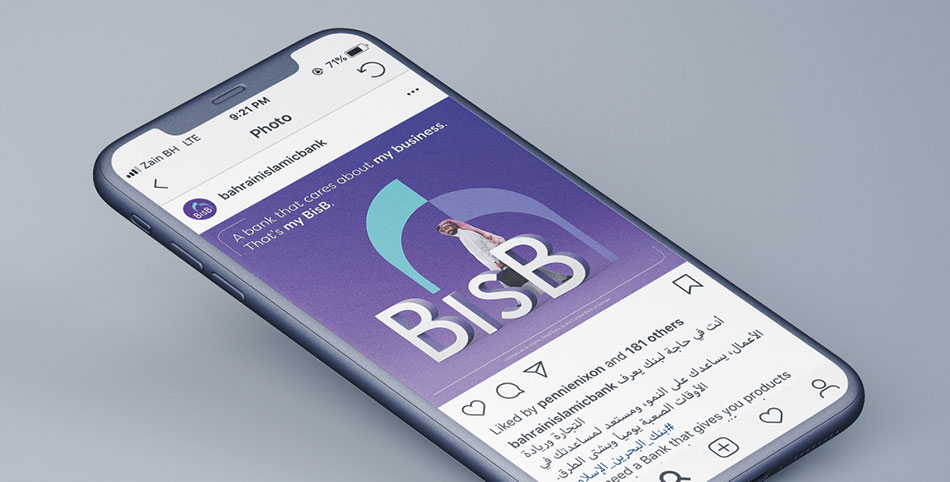 Zain BH LTE
9:21 PM
71%
Photo
bahrainislamicbank
BisB
A bank that cares about my business.
That's my BisB.
BisB
Liked by pennienixon and 181 others
bahrainislamicbank أنت في حاجة لبنك يعرف
الأعمال، يساعدك على النمو، ومستعد لمساعدتك في
التجارة وريادة
الأوقات الصعبة يوميا وبشتى الطرق.
#بنك_البحرين_الإسلا
need a Bank that gives you products